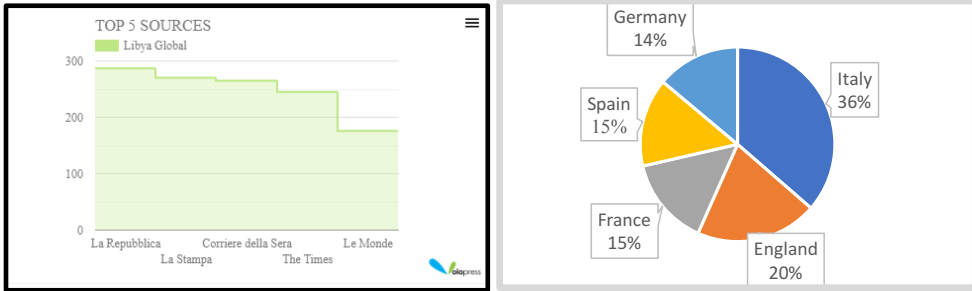 TOP 5 SOURCES
Libya Global
300
200
100
0
La Repubblica
La Stampa
Corriere della Sera
The Times
Le Monde
olopress
Germany
14%
Italy
36%
Spain
15%
France
15%
England
20%